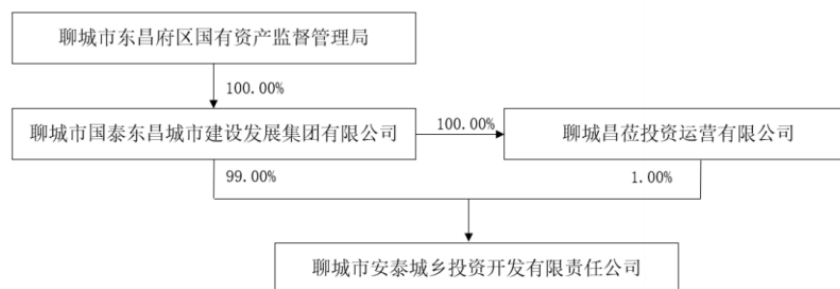 聊城市东昌府区国有资产监督管理局
100.00%
聊城市国泰东昌城市建设发展集团有限公司
100.00%
聊城昌莅投资运营有限公司
99.00%
1.00%
聊城市安泰城乡投资开发有限责任公司